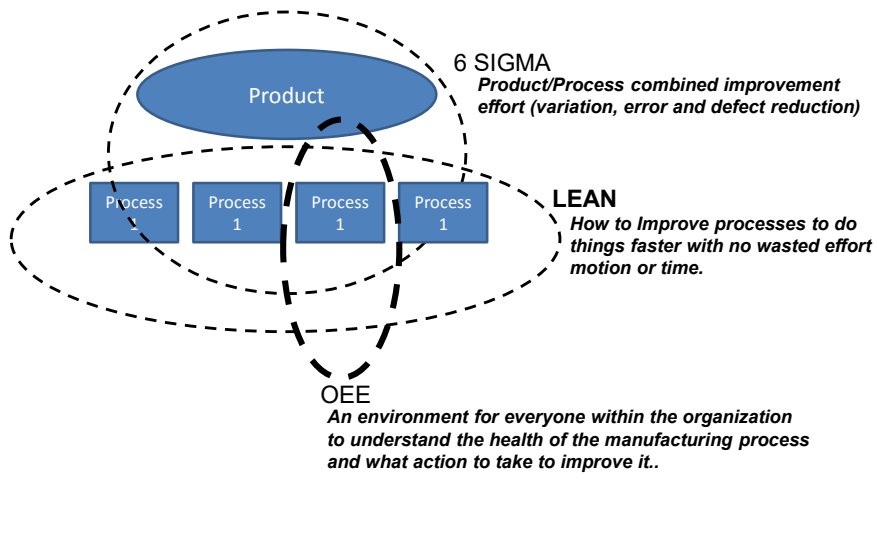 6 SIGMA
Product/Process combined improvement
effort (variation, error and defect reduction)
Product
Process
1
Process
1
Process
1
Process
1
LEAN
How to Improve processes to do
things faster with no wasted effort
motion or time.
OEE
An environment for everyone within the organization
to understand the health of the manufacturing process
and what action to take to improve it..